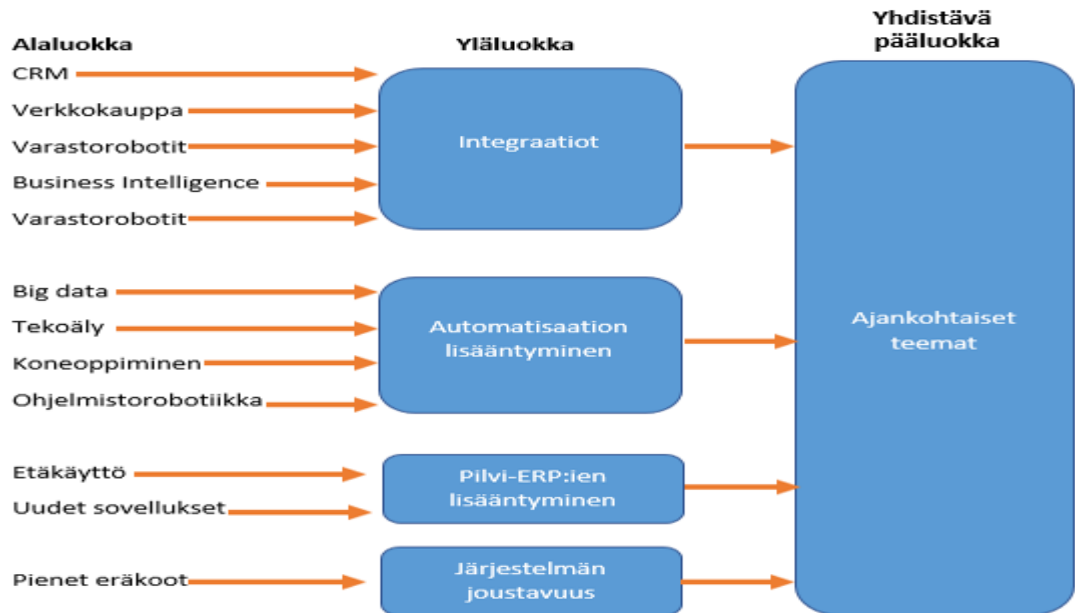 Alaluokka
Yläluokka
Yhdistävä
pääluokka
CRM
Verkkokauppa
Varastorobotit
Business Intelligence
Varastorobotit
Integraatiot
Big data
Tekoäly
Koneoppiminen
Ohjelmistorobotiikka
Automatisaation
lisääntyminen
Etäkäyttö
Uudet sovellukset
Pilvi-ERP:ien
lisääntyminen
Pienet eräkoot
Järjestelmän
joustavuus
Ajankohtaiset
teemat